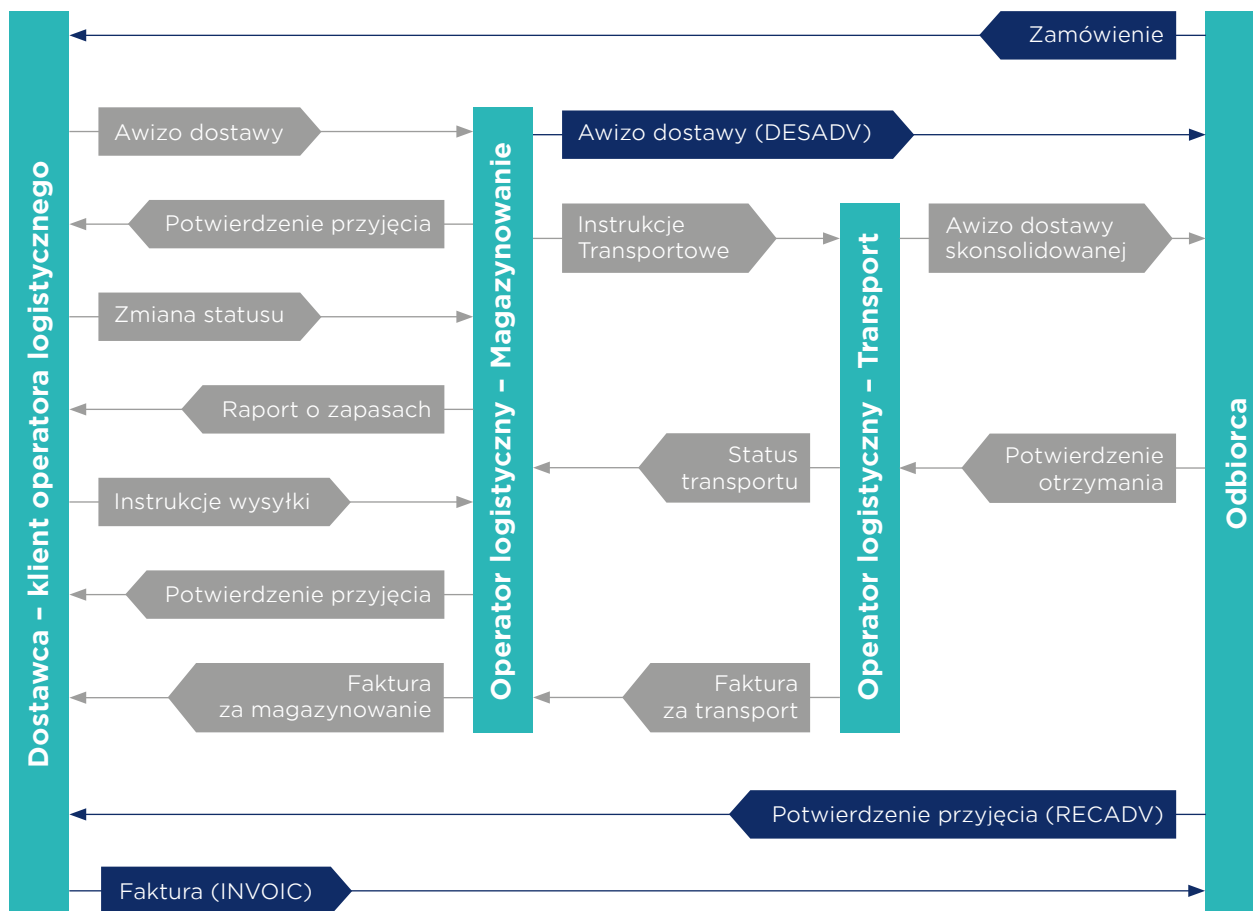 Zamówienie
Awizo dostawy
Awizo dostawy (DESADV)
Potwierdzenie przyjęcia
Instrukcje
Transportowe
Awizo dostawy
skonsolidowanej
Zmiana statusu
Raport o zapasach
Status
transportu
Potwierdzenie
otrzymania
Instrukcje wysyłki
Potwierdzenie przyjęcia
Faktura
za magazynowanie
Faktura
za transport
Potwierdzenie przyjęcia (RECADV)
Faktura (INVOIC)
Dostawca – klient operatora logistycznego
Operator logistyczny – Magazynowanie
Operator logistyczny – Transport
Odbiorca